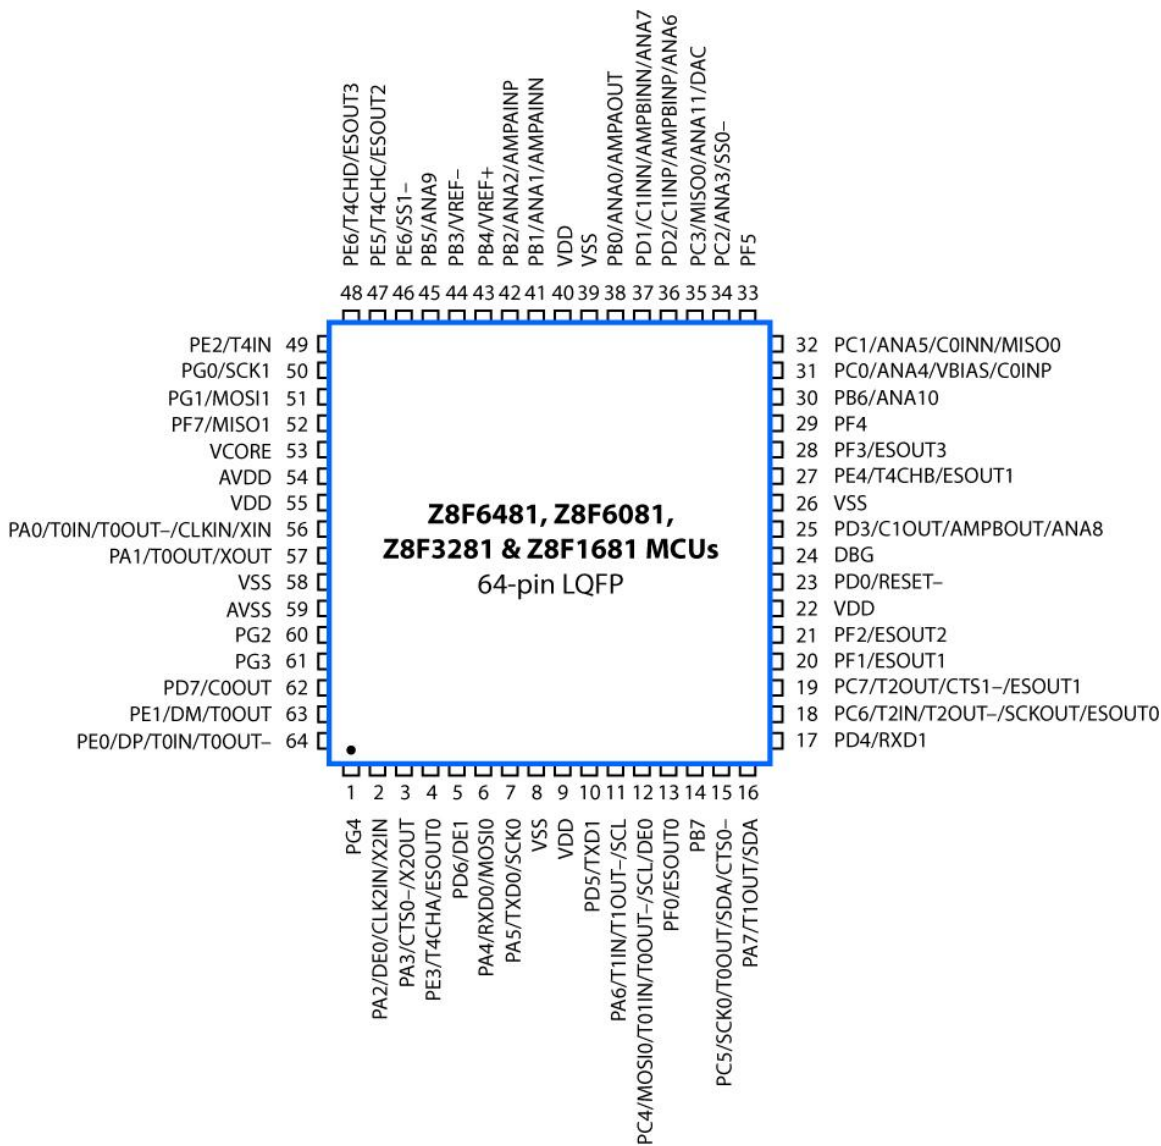 PE6/T4CHD/ESOUT3
PE5/T4CHC/ESOUT2
PE6/SS1–
PB5/ANA9
PB3/VREF–
PB4/VREF+
PB2/ANA2/AMPAINP
PB1/ANA1/AMPAINN
VDD
VSS
PB0/ANA0/AMPAOUT
PD1/C1INN/AMPBINN/ANA7
PD2/C1INP/AMPBINP/ANA6
PC3/MISO0/ANA11/DAC
PC2/ANA3/SS0–
PF5
48 47 46 45 44 43 42 41 40 39 38 37 36 35 34 33
PE2/T4IN 49
PG0/SCK1 50
PG1/MOSI1 51
PF7/MISO1 52
VCORE 53
AVDD 54
VDD 55
PA0/T0IN/T0OUT–/CLKIN/XIN 56
PA1/T0OUT/XOUT 57
VSS 58
AVSS 59
PG2 60
PG3 61
PD7/C0OUT 62
PE1/DM/T0OUT 63
PE0/DP/T0IN/T0OUT– 64
Z8F6481, Z8F6081,
Z8F3281 & Z8F1681 MCUs
64-pin LQFP
32 PC1/ANA5/C0INN/MISO0
31 PC0/ANA4/VBIAS/C0INP
30 PB6/ANA10
29 PF4
28 PF3/ESOUT3
27 PE4/T4CHB/ESOUT1
26 VSS
25 PD3/C1OUT/AMPBOUT/ANA8
24 DBG
23 PD0/RESET–
22 VDD
21 PF2/ESOUT2
20 PF1/ESOUT1
19 PC7/T2OUT/CTS1–/ESOUT1
18 PC6/T2IN/T2OUT–/SCKOUT/ESOUT0
17 PD4/RXD1
1 2 3 4 5 6 7 8 9 10 11 12 13 14 15 16
PG4
PA2/DE0/CLK2IN/X2IN
PA3/CTS0–/X2OUT
PE3/T4CHA/ESOUT0
PD6/DE1
PA4/RXD0/MOSI0
PA5/TXD0/SCK0
VSS
VDD
PD5/TXD1
PA6/T1IN/T1OUT–/SCL
PC4/MOSI0/T01IN/T0OUT–/SCL/DE0
PF0/ESOUT0
PB7
PC5/SCK0/T0OUT/SDA/CTS0–
PA7/T1OUT/SDA